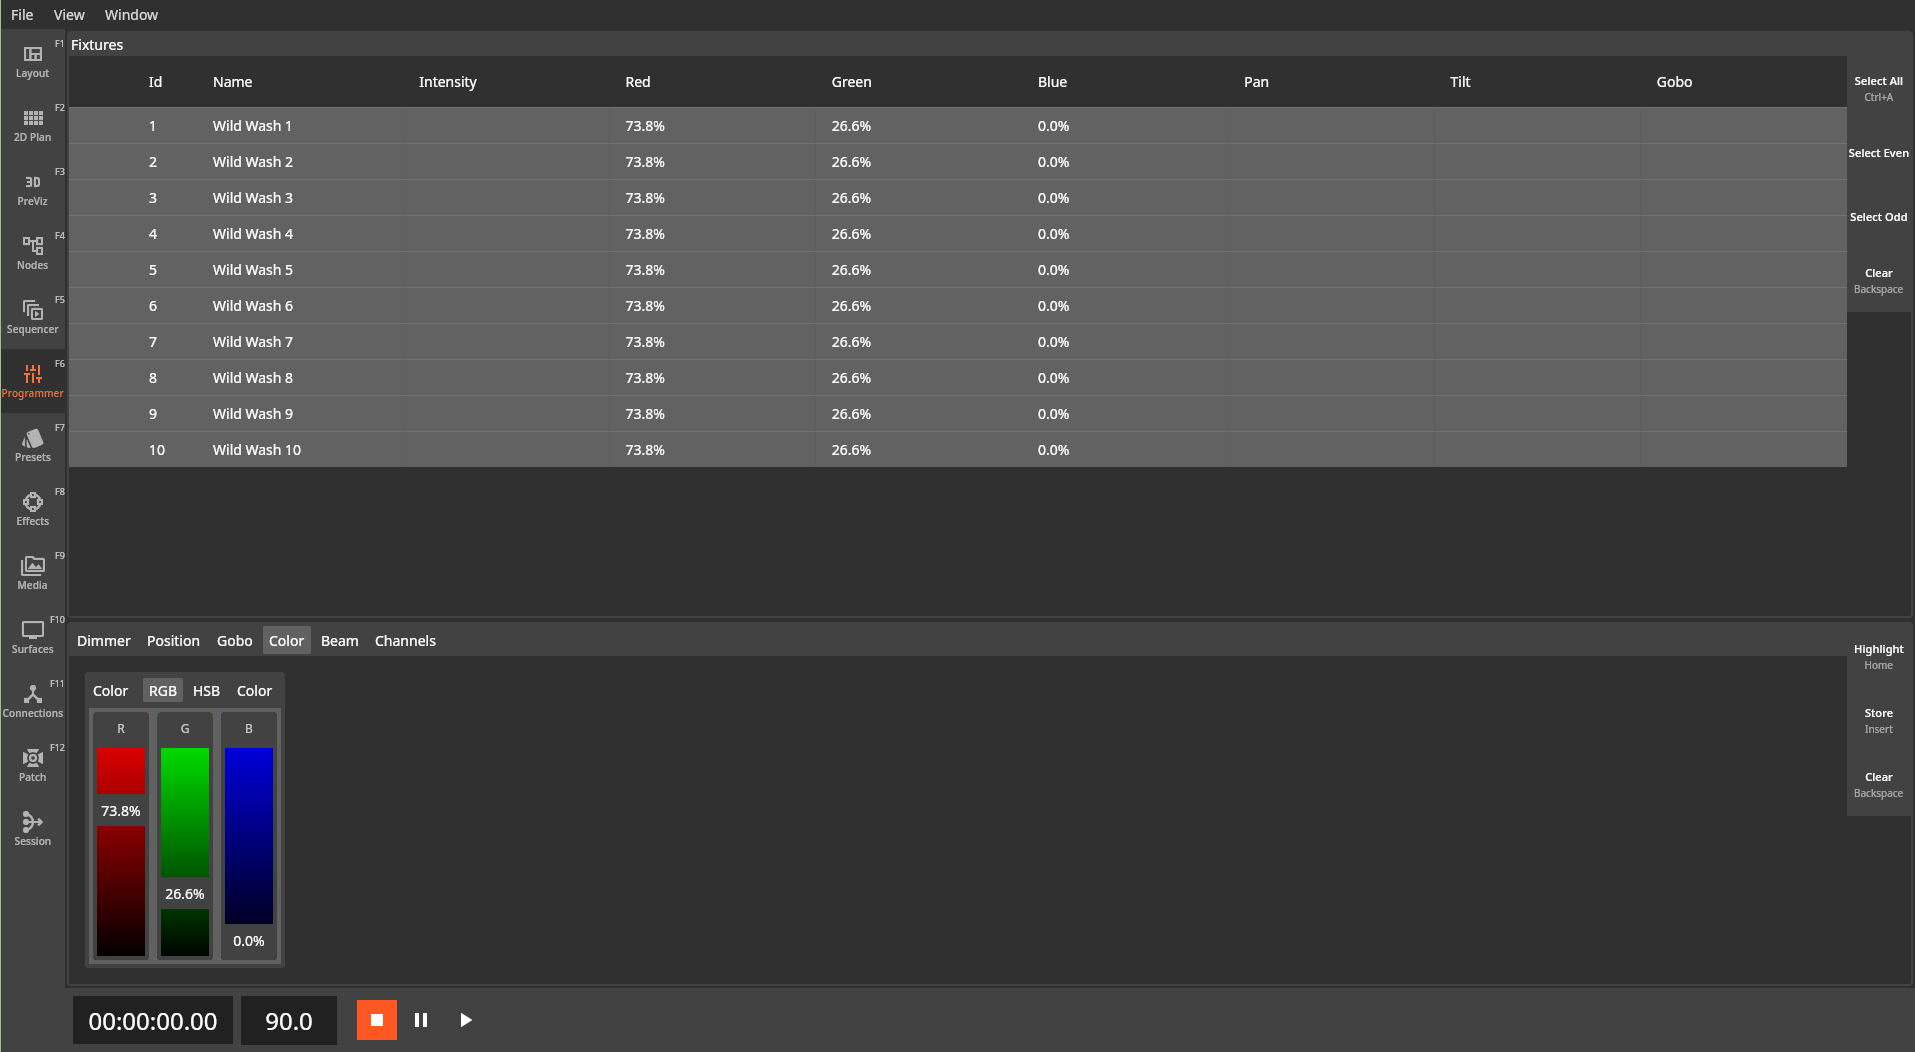 File View Window
F1
Layout
F2
2D Plan
F3
3D
PreViz
F4
Nodes
F5
Sequencer
F6
Programmer
F7
Presets
F8
Effects
F9
Media
F10
Surfaces
F11
Connections
F12
Patch
Session
Fixtures
Id Name Intensity Red Green Blue Pan Tilt Gobo
1 Wild Wash 1 73.8% 26.6% 0.0%
2 Wild Wash 2 73.8% 26.6% 0.0%
3 Wild Wash 3 73.8% 26.6% 0.0%
4 Wild Wash 4 73.8% 26.6% 0.0%
5 Wild Wash 5 73.8% 26.6% 0.0%
6 Wild Wash 6 73.8% 26.6% 0.0%
7 Wild Wash 7 73.8% 26.6% 0.0%
8 Wild Wash 8 73.8% 26.6% 0.0%
9 Wild Wash 9 73.8% 26.6% 0.0%
10 Wild Wash 10 73.8% 26.6% 0.0%
Select All
Ctrl+A
Select Even
Select Odd
Clear
Backspace
Dimmer Position Gobo Color Beam Channels
Color RGB HSB Color
R G B
73.8%
26.6%
0.0%
Highlight
Home
Store
Insert
Clear
Backspace
00:00:00.00 90.0